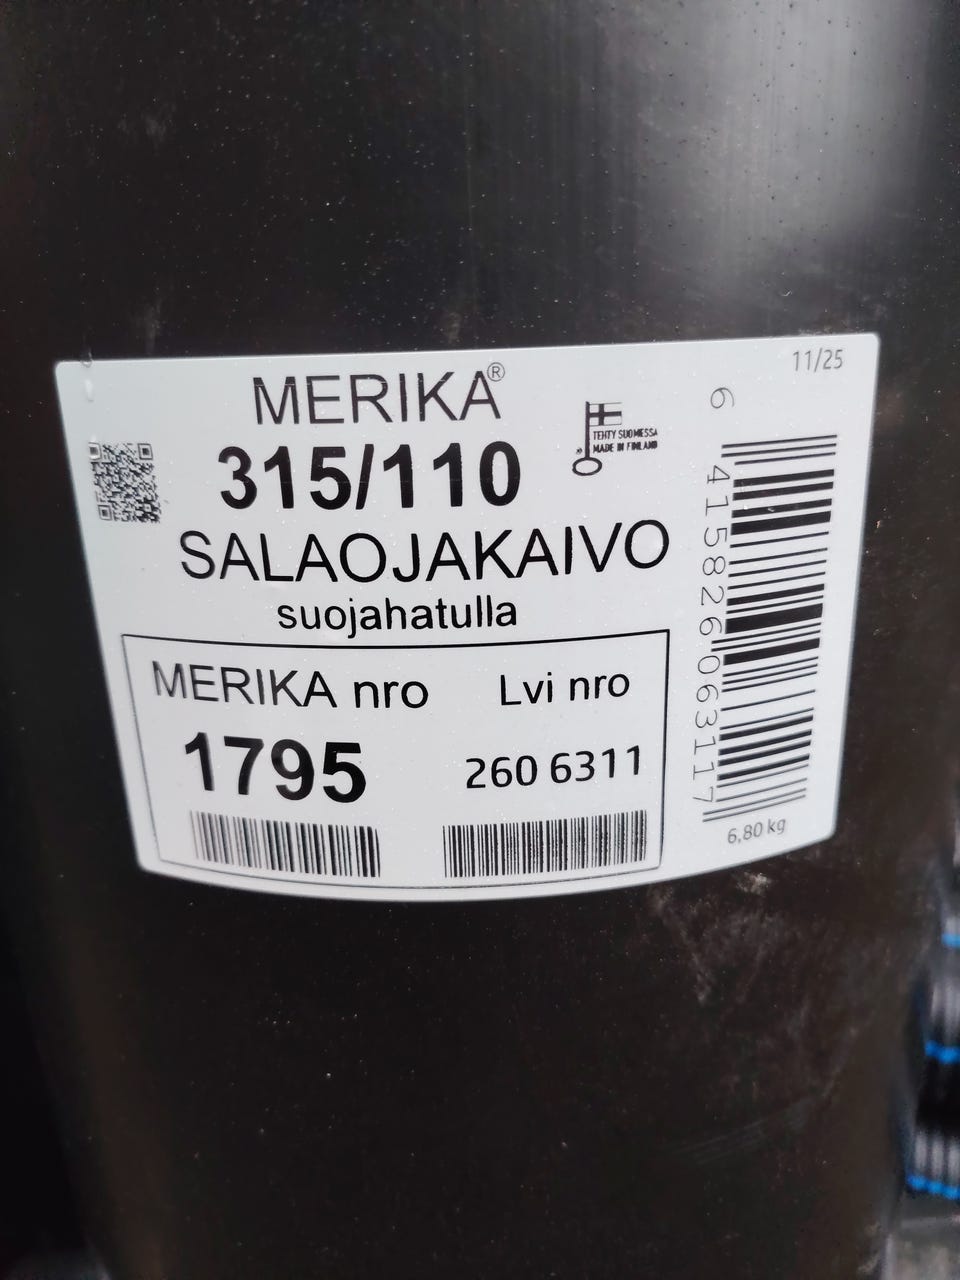 11/25
MERIKA®
315/110
SALAOJAKAIVO
suojahatulla
TEHTY SUOMESSA
MADE IN FINLAND
MERIKA nro
1795
Lvi nro
260 6311
6 415826 063117
6,80 kg